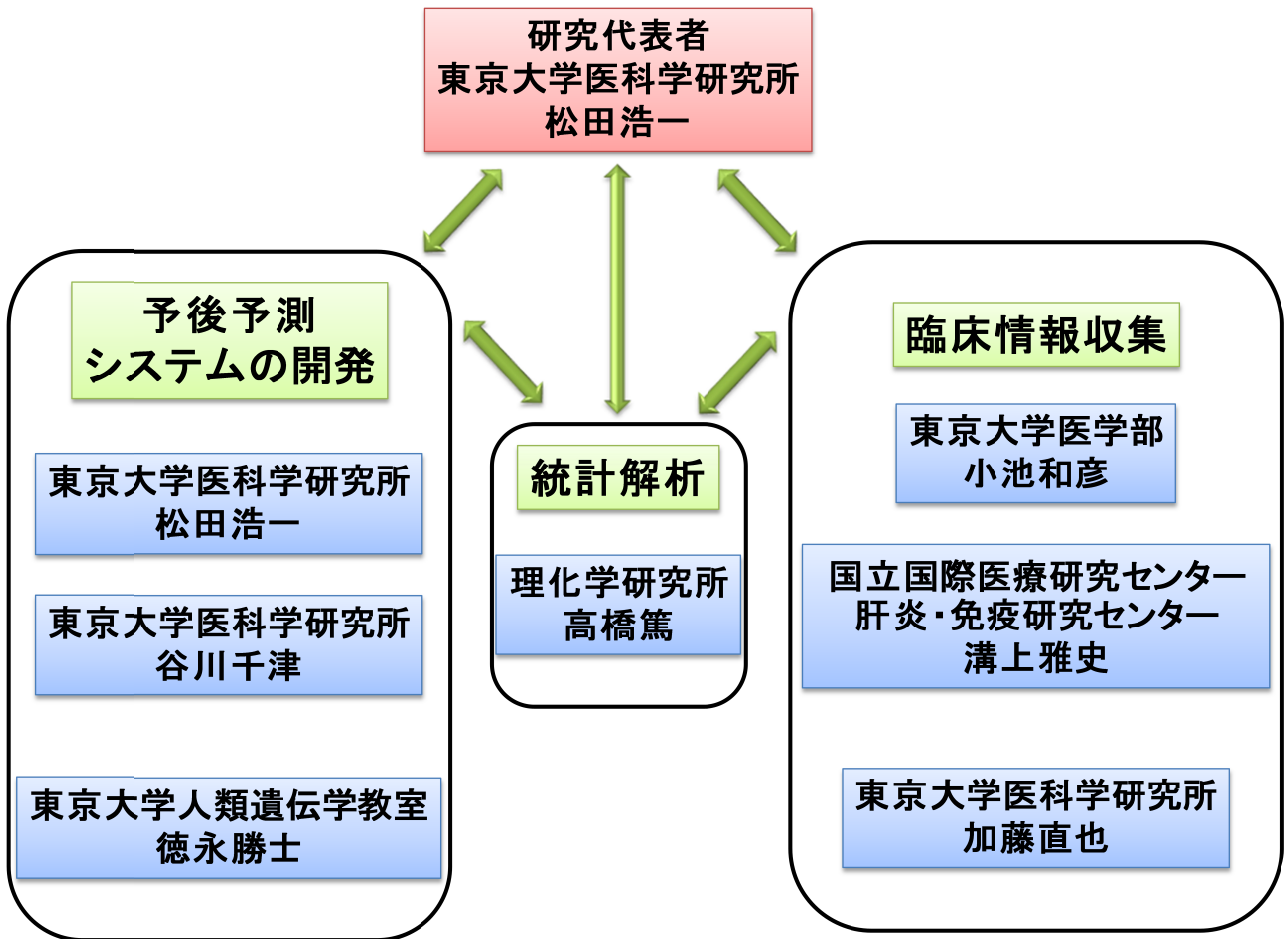 研究代表者
東京大学医科学研究所
松田浩一
予後予測
システムの開発
東京大学医科学研究所
松田浩一
東京大学医科学研究所
谷川千津
東京大学人類遺伝学教室
徳永勝士
統計解析
理化学研究所
高橋篤
臨床情報収集
東京大学医学部
小池和彦
国立国際医療研究センター
肝炎・免疫研究センター
溝上雅史
東京大学医科学研究所
加藤直也